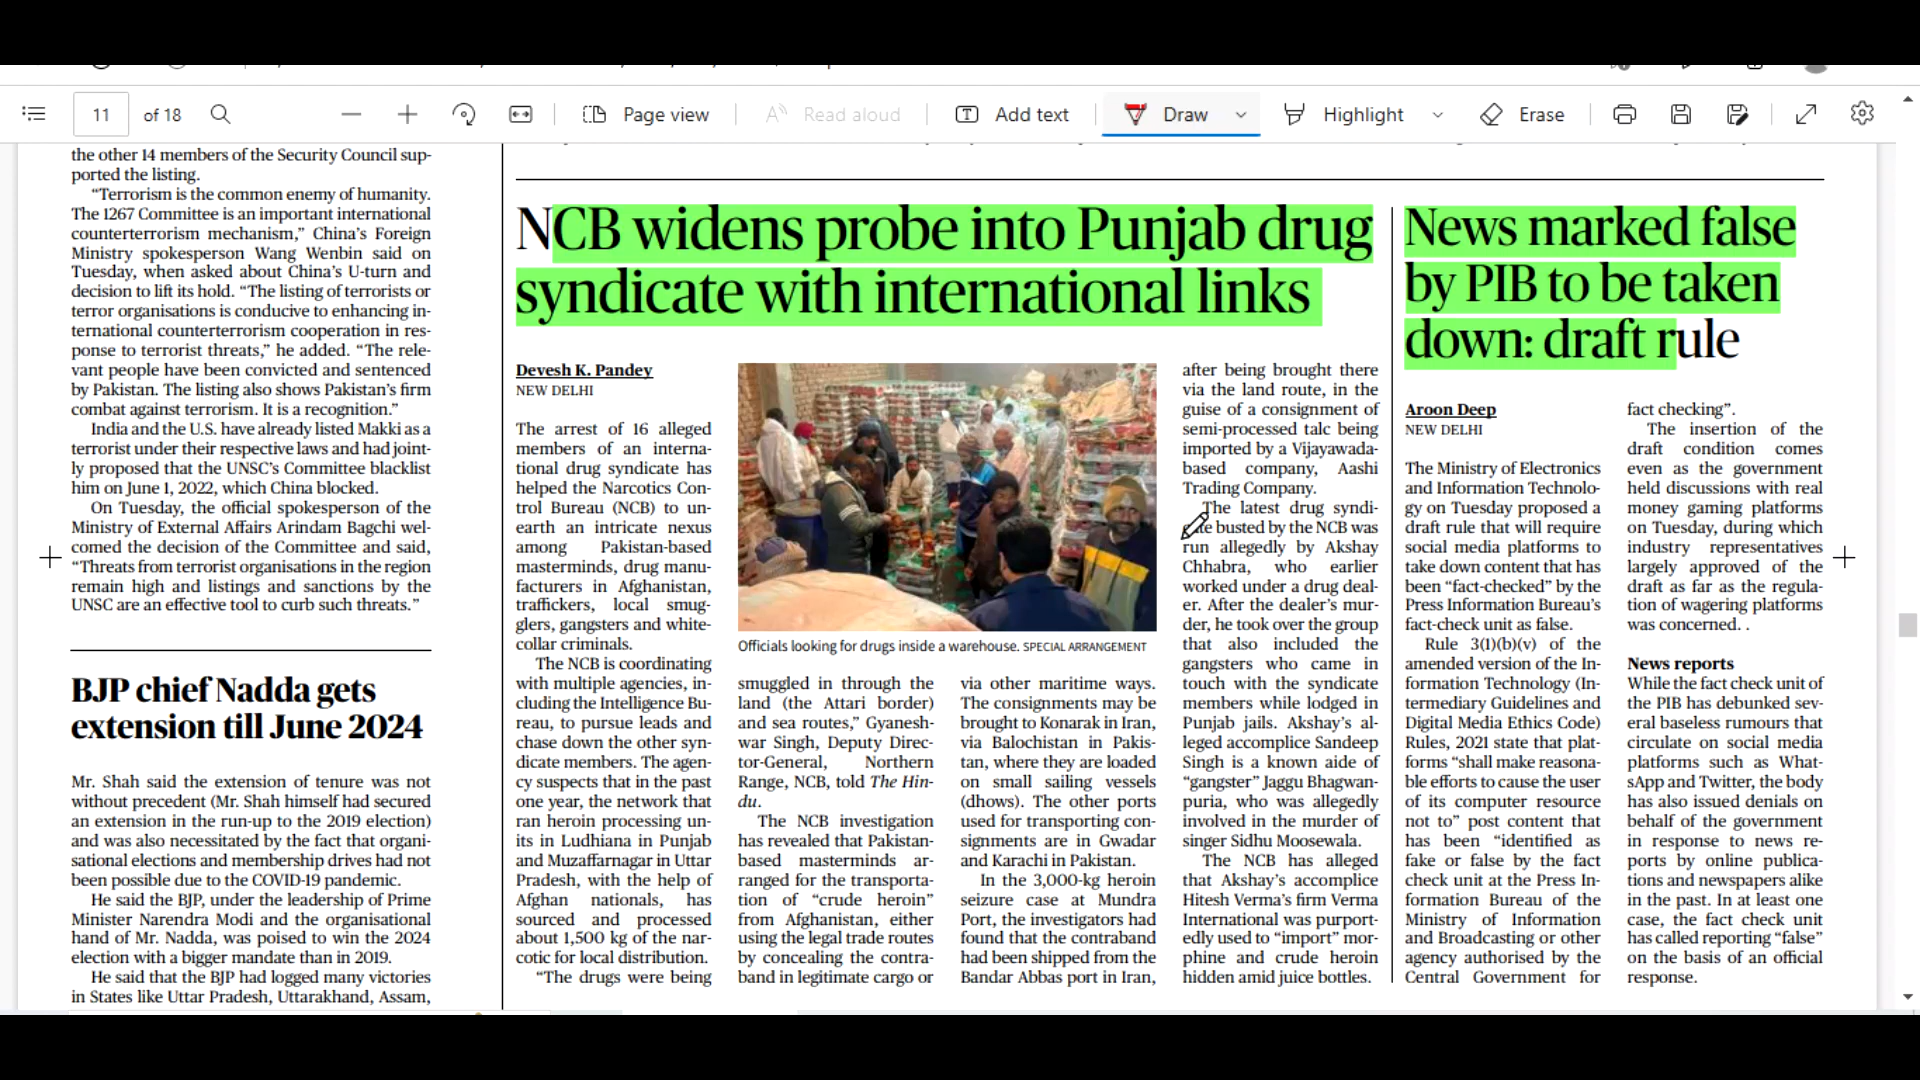 11 of 18
Page view
Read aloud
Add text
Draw
Highlight
Erase
the other 14 members of the Security Council sup-
ported the listing.
“Terrorism is the common enemy of humanity.
The 1267 Committee is an important international
counterterrorism mechanism,” China’s Foreign
Ministry spokesperson Wang Wenbin said on
Tuesday, when asked about China’s U-turn and
decision to lift its hold. “The listing of terrorists or
terror organisations is conducive to enhancing in-
ternational counterterrorism cooperation in res-
ponse to terrorist threats,” he added. “The rele-
vant people have been convicted and sentenced
by Pakistan. The listing also shows Pakistan’s firm
combat against terrorism. It is a recognition.”
India and the U.S. have already listed Makki as a
terrorist under their respective laws and had joint-
ly proposed that the UNSC’s Committee blacklist
him on June 1, 2022, which China blocked.
On Tuesday, the official spokesperson of the
Ministry of External Affairs Arindam Bagchi wel-
comed the decision of the Committee and said,
“Threats from terrorist organisations in the region
remain high and listings and sanctions by the
UNSC are an effective tool to curb such threats.”
BJP chief Nadda gets
extension till June 2024
Mr. Shah said the extension of tenure was not
without precedent (Mr. Shah himself had secured
an extension in the run-up to the 2019 election)
and was also necessitated by the fact that organi-
sational elections and membership drives had not
been possible due to the COVID-19 pandemic.
He said the BJP, under the leadership of Prime
Minister Narendra Modi and the organisational
hand of Mr. Nadda, was poised to win the 2024
election with a bigger mandate than in 2019.
He said that the BJP had logged many victories
in States like Uttar Pradesh, Uttarakhand, Assam,
NCB widens probe into Punjab drug
syndicate with international links
Devesh K. Pandey
NEW DELHI
The arrest of 16 alleged
members of an interna-
tional drug syndicate has
helped the Narcotics Con-
trol Bureau (NCB) to un-
earth an intricate nexus
among Pakistan-based
masterminds, drug manu-
facturers in Afghanistan,
traffickers, local smug-
glers, gangsters and white-
collar criminals.
The NCB is coordinating
with multiple agencies, in-
cluding the Intelligence Bu-
reau, to pursue leads and
chase down the other syn-
dicate members. The agen-
cy suspects that in the past
one year, the network that
ran heroin processing un-
its in Ludhiana in Punjab
and Muzaffarnagar in Uttar
Pradesh, with the help of
Afghan nationals, has
sourced and processed
about 1,500 kg of the nar-
cotic for local distribution.
“The drugs were being
Officials looking for drugs inside a warehouse. SPECIAL ARRANGEMENT
smuggled in through the
land (the Attari border)
and sea routes,” Gyanesh-
war Singh, Deputy Direc-
tor-General, Northern
Range, NCB, told The Hin-
du.
The NCB investigation
has revealed that Pakistan-
based masterminds ar-
ranged for the transporta-
tion of “crude heroin”
from Afghanistan, either
using the legal trade routes
by concealing the contra-
band in legitimate cargo or
via other maritime ways.
The consignments may be
brought to Konarak in Iran,
via Balochistan in Pakis-
tan, where they are loaded
on small sailing vessels
(dhows). The other ports
used for transporting con-
signments are in Gwadar
and Karachi in Pakistan.
In the 3,000-kg heroin
seizure case at Mundra
Port, the investigators had
found that the contraband
had been shipped from the
Bandar Abbas port in Iran,
after being brought there
via the land route, in the
guise of a consignment of
semi-processed talc being
imported by a Vijayawada-
based company, Aashi
Trading Company.
The latest drug syndi-
cate busted by the NCB was
run allegedly by Akshay
Chhabra, who earlier
worked under a drug deal-
er. After the dealer’s mur-
der, he took over the group
that also included the
gangsters who came in
touch with the syndicate
members while lodged in
Punjab jails. Akshay’s al-
leged accomplice Sandeep
Singh is a known aide of
“gangster” Jaggu Bhagwan-
puria, who was allegedly
involved in the murder of
singer Sidhu Moosewala.
The NCB has alleged
that Akshay’s accomplice
Hitesh Verma’s firm Verma
International was purport-
edly used to “import” mor-
phine and crude heroin
hidden amid juice bottles.
News marked false
by PIB to be taken
down: draft rule
Aroon Deep
NEW DELHI
The Ministry of Electronics
and Information Technolo-
gy on Tuesday proposed a
draft rule that will require
social media platforms to
take down content that has
been “fact-checked” by the
Press Information Bureau’s
fact-check unit as false.
Rule 3(1)(b)(v) of the
amended version of the In-
formation Technology (In-
termediary Guidelines and
Digital Media Ethics Code)
Rules, 2021 state that plat-
forms “shall make reasona-
ble efforts to cause the user
of its computer resource
not to” post content that
has been “identified as
fake or false by the fact
check unit at the Press In-
formation Bureau of the
Ministry of Information
and Broadcasting or other
agency authorised by the
Central Government for
fact checking”.
The insertion of the
draft condition comes
even as the government
held discussions with real
money gaming platforms
on Tuesday, during which
industry representatives
largely approved of the
draft as far as the regula-
tion of wagering platforms
was concerned. .
News reports
While the fact check unit of
the PIB has debunked sev-
eral baseless rumours that
circulate on social media
platforms such as What-
sApp and Twitter, the body
has also issued denials on
behalf of the government
in response to news re-
ports by online publica-
tions and newspapers alike
in the past. In at least one
case, the fact check unit
has called reporting “false”
on the basis of an official
response.